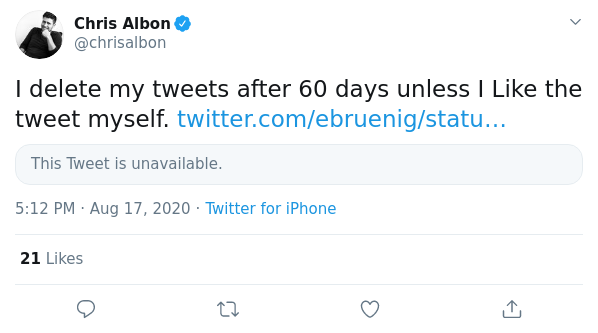 Chris Albon
@chrisalbon
I delete my tweets after 60 days unless I Like the
tweet myself. twitter.com/ebruenig/statu…
This Tweet is unavailable.
5:12 PM · Aug 17, 2020 · Twitter for iPhone
21 Likes